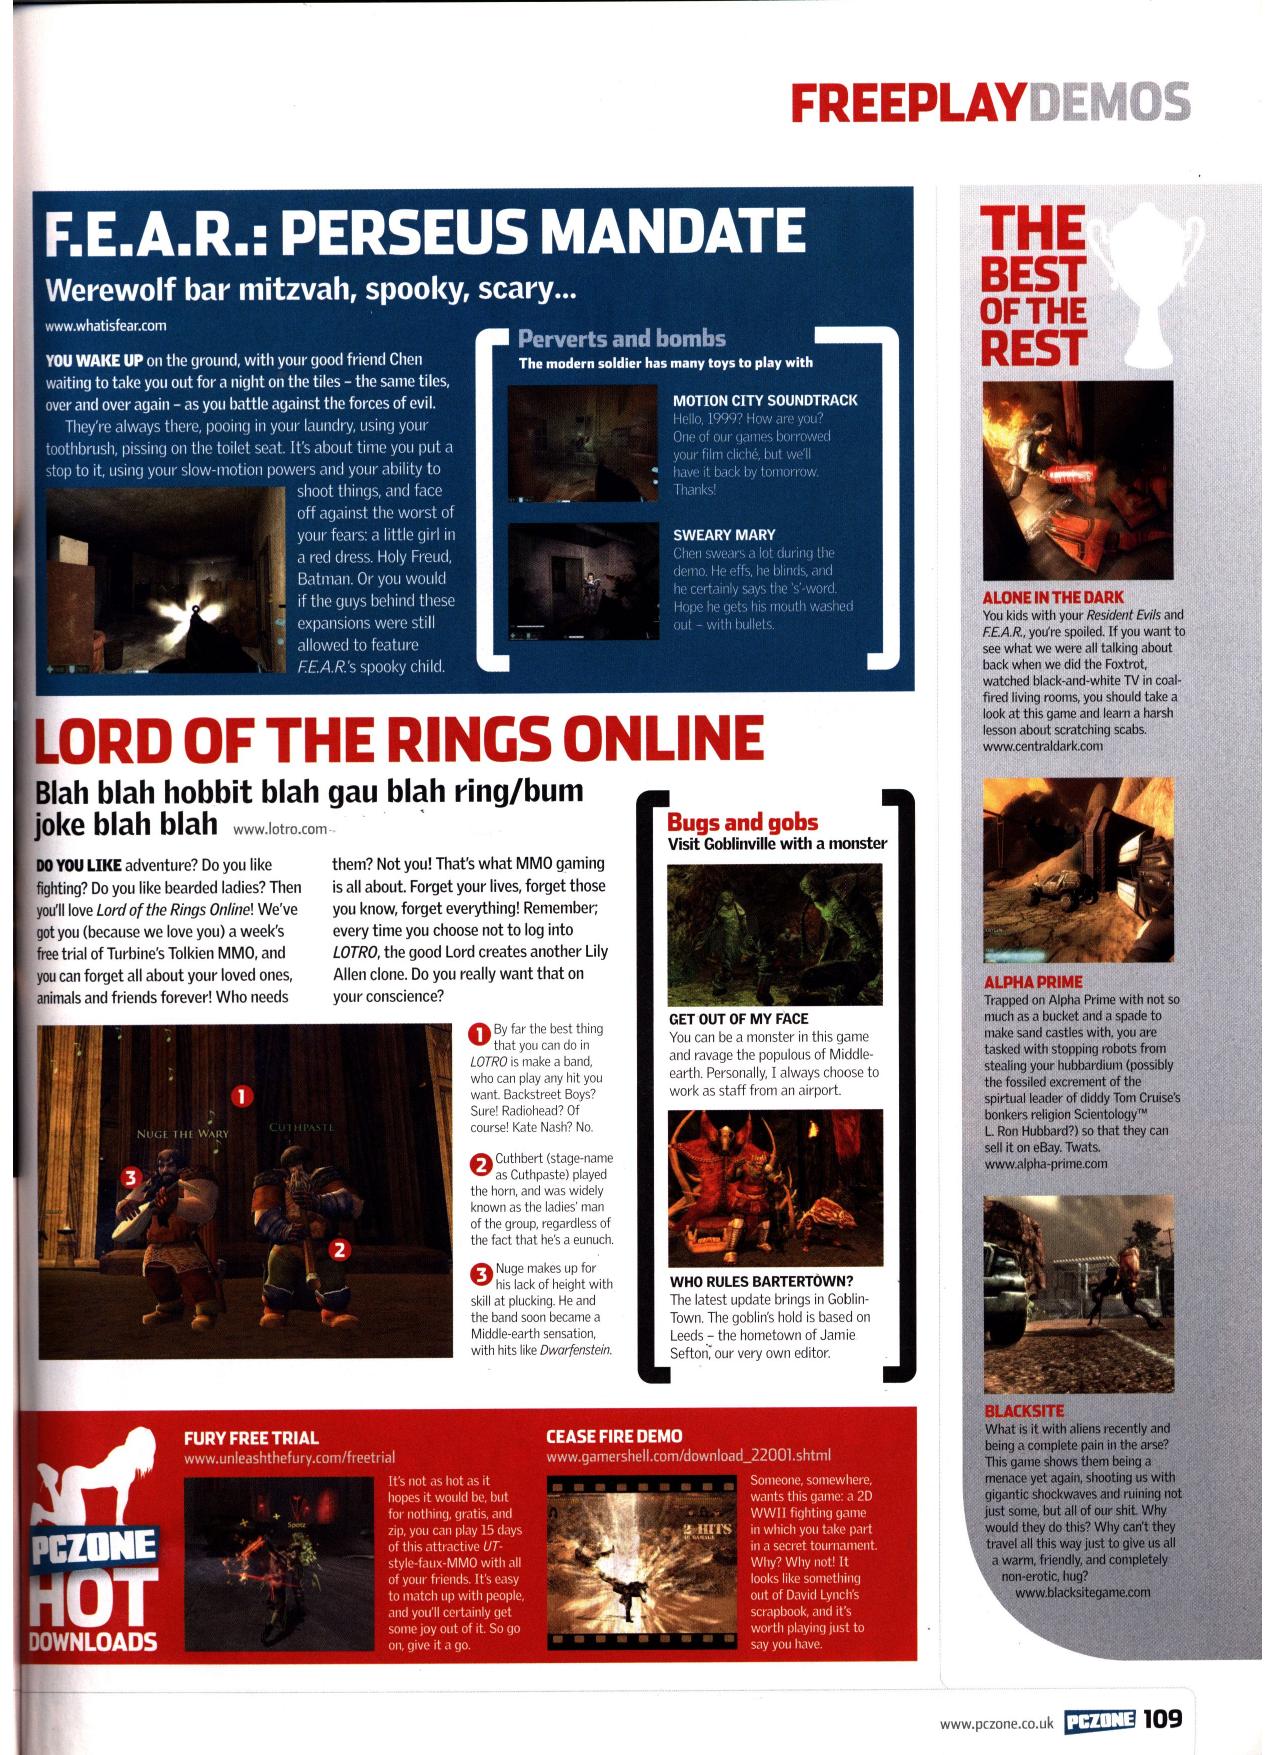 FREEPLAYDEMOS
F.E.A.R.: PERSEUS MANDATE
Werewolf bar mitzvah, spooky, scary...
www.whatisfear.com
YOU WAKE UP on the ground, with your good friend Chen
waiting to take you out for a night on the tiles – the same tiles,
over and over again – as you battle against the forces of evil.
They're always there, pooing in your laundry, using your
toothbrush, pissing on the toilet seat. It's about time you put a
stop to it, using your slow-motion powers and your ability to
shoot things, and face
off against the worst of
your fears: a little girl in
a red dress. Holy Freud,
Batman. Or you would
if the guys behind these
expansions were still
allowed to feature
F.E.A.R.'s spooky child.
Perverts and bombs
The modern soldier has many toys to play with
MOTION CITY SOUNDTRACK
Hello, 1999? How are you?
One of our games borrowed
your film cliché, but we'll
have it back by tomorrow.
Thanks!
SWEARY MARY
Chen swears a lot during the
demo. He effs, he blinds, and
he certainly says the 's'-word.
Hope he gets his mouth washed
out – with bullets.
LORD OF THE RINGS ONLINE
Blah blah hobbit blah gau blah ring/bum
joke blah blah www.lotro.com
DO YOU LIKE adventure? Do you like
fighting? Do you like bearded ladies? Then
you'll love Lord of the Rings Online! We've
got you (because we love you) a week's
free trial of Turbine's Tolkien MMO, and
you can forget all about your loved ones,
animals and friends forever! Who needs
them? Not you! That's what MMO gaming
is all about. Forget your lives, forget those
you know, forget everything! Remember;
every time you choose not to log into
LOTRO, the good Lord creates another Lily
Allen clone. Do you really want that on
your conscience?
1
NUGE THE WARY
CUTHPASTE
3
2
1 By far the best thing
that you can do in
LOTRO is make a band,
who can play any hit you
want. Backstreet Boys?
Sure! Radiohead? Of
course! Kate Nash? No.
2 Cuthbert (stage-name
as Cuthpaste) played
the horn, and was widely
known as the ladies' man
of the group, regardless of
the fact that he's a eunuch.
3 Nuge makes up for
his lack of height with
skill at plucking. He and
the band soon became a
Middle-earth sensation,
with hits like Dwarfenstein.
Bugs and gobs
Visit Goblinville with a monster
GET OUT OF MY FACE
You can be a monster in this game
and ravage the populous of Middle-
earth. Personally, I always choose to
work as staff from an airport.
WHO RULES BARTERTOWN?
The latest update brings in Goblin-
Town. The goblin's hold is based on
Leeds – the hometown of Jamie
Sefton, our very own editor.
PCZONE
HOT
DOWNLOADS
FURY FREE TRIAL
www.unleashthefury.com/freetrial
Spotz
It's not as hot as it
hopes it would be, but
for nothing, gratis, and
zip, you can play 15 days
of this attractive UT-
style-faux-MMO with all
of your friends. It's easy
to match up with people,
and you'll certainly get
some joy out of it. So go
on, give it a go.
CEASE FIRE DEMO
www.gamershell.com/download_22001.shtml
2 HITS
Someone, somewhere,
wants this game: a 2D
WWII fighting game
in which you take part
in a secret tournament.
Why? Why not! It
looks like something
out of David Lynch's
scrapbook, and it's
worth playing just to
say you have.
THE
BEST
OF THE
REST
ALONE IN THE DARK
You kids with your Resident Evils and
F.E.A.R., you're spoiled. If you want to
see what we were all talking about
back when we did the Foxtrot,
watched black-and-white TV in coal-
fired living rooms, you should take a
look at this game and learn a harsh
lesson about scratching scabs.
www.centraldark.com
ALPHA PRIME
Trapped on Alpha Prime with not so
much as a bucket and a spade to
make sand castles with, you are
tasked with stopping robots from
stealing your hubbardium (possibly
the fossiled excrement of the
spirtual leader of diddy Tom Cruise's
bonkers religion Scientology™
L. Ron Hubbard?) so that they can
sell it on eBay. Twats.
www.alpha-prime.com
BLACKSITE
What is it with aliens recently and
being a complete pain in the arse?
This game shows them being a
menace yet again, shooting us with
gigantic shockwaves and ruining not
just some, but all of our shit. Why
would they do this? Why can't they
travel all this way just to give us all
a warm, friendly, and completely
non-erotic, hug?
www.blacksitegame.com
www.pczone.co.uk PCZONE 109